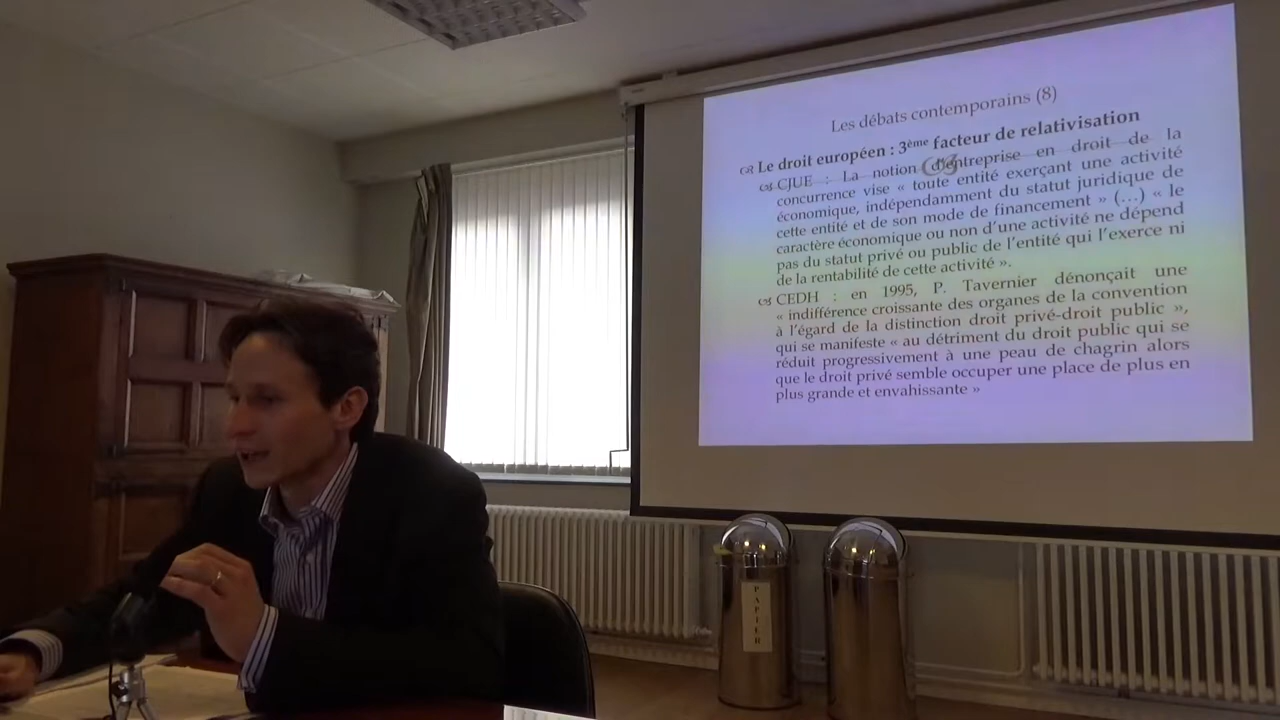 Les débats contemporains (8)
Le droit européen : 3ème facteur de relativisation
CJUE : La notion d'entreprise en droit de la
concurrence vise « toute entité exerçant une activité
économique, indépendamment du statut juridique de
cette entité et de son mode de financement » (…) « le
caractère économique ou non d'une activité ne dépend
pas du statut privé ou public de l'entité qui l'exerce ni
de la rentabilité de cette activité ».
CEDH : en 1995, P. Tavernier dénonçait une
« indifférence croissante des organes de la convention
à l'égard de la distinction droit privé-droit public »,
qui se manifeste « au détriment du droit public qui se
réduit progressivement à une peau de chagrin alors
que le droit privé semble occuper une place de plus en
plus grande et envahissante »
PAPIER